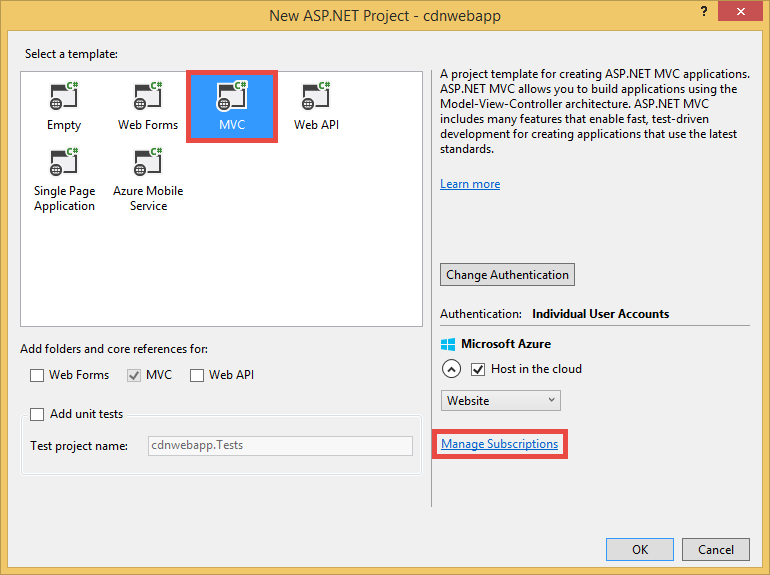 New ASP.NET Project - cdnwebapp
?
Select a template:
C#
C#
C#
C#
Empty
Web Forms
MVC
Web API
C#
C#
Single Page
Application
Azure Mobile
Service
A project template for creating ASP.NET MVC applications.
ASP.NET MVC allows you to build applications using the
Model-View-Controller architecture. ASP.NET MVC
includes many features that enable fast, test-driven
development for creating applications that use the latest
standards.
Learn more
Change Authentication
Authentication: Individual User Accounts
Microsoft Azure
Host in the cloud
Website
Manage Subscriptions
Add folders and core references for:
Web Forms
MVC
Web API
Add unit tests
Test project name:
cdnwebapp.Tests
OK
Cancel